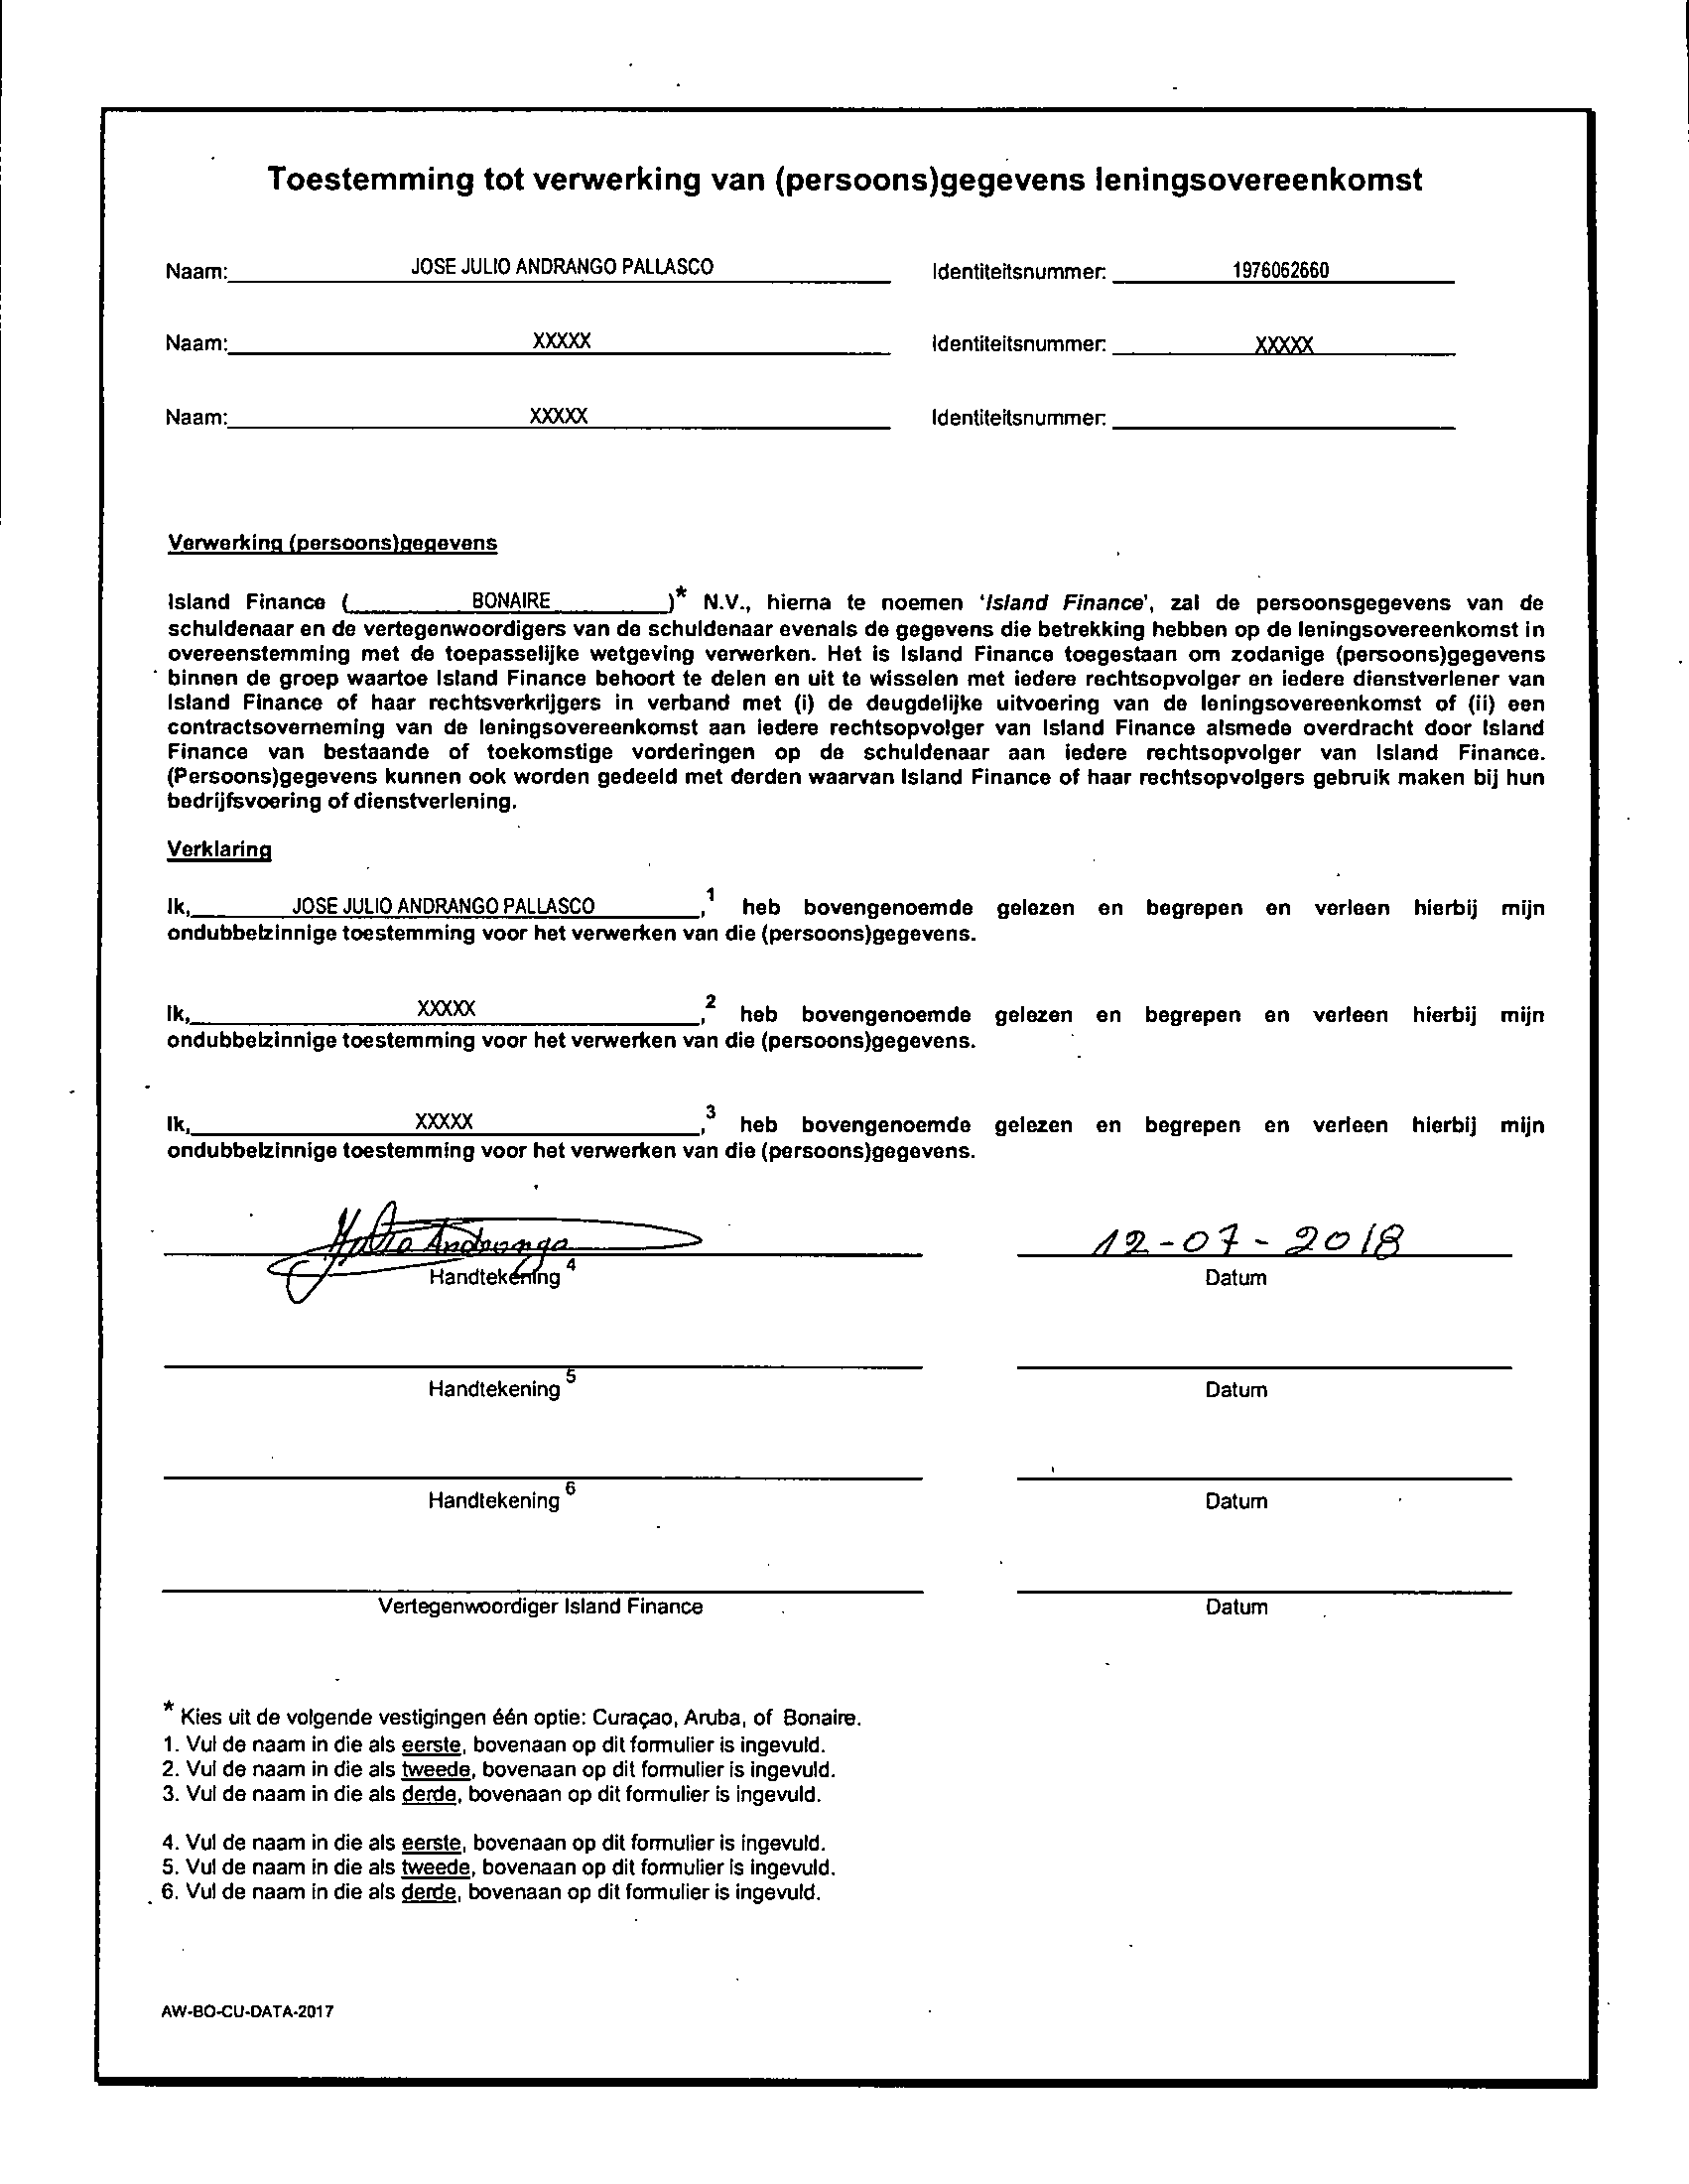 Toestemming tot verwerking van (persoons)gegevens leningsovereenkomst
Naam: JOSE JULIO ANDRANGO PALLASCO Identiteitsnummer: 1976062660
Naam: XXXXX Identiteitsnummer: XXXXX
Naam: XXXXX Identiteitsnummer:
Verwerking (persoons)gegevens
Island Finance ( BONAIRE )* N.V., hierna te noemen 'Island Finance', zal de persoonsgegevens van de
schuldenaar en de vertegenwoordigers van de schuldenaar evenals de gegevens die betrekking hebben op de leningsovereenkomst in
overeenstemming met de toepasselijke wetgeving verwerken. Het is Island Finance toegestaan om zodanige (persoons)gegevens
binnen de groep waartoe Island Finance behoort te delen en uit te wisselen met iedere rechtsopvolger en iedere dienstverlener van
Island Finance of haar rechtsverkrijgers in verband met (i) de deugdelijke uitvoering van de leningsovereenkomst of (ii) een
contractsoverneming van de leningsovereenkomst aan iedere rechtsopvolger van Island Finance alsmede overdracht door Island
Finance van bestaande of toekomstige vorderingen op de schuldenaar aan iedere rechtsopvolger van Island Finance.
(Persoons)gegevens kunnen ook worden gedeeld met derden waarvan Island Finance of haar rechtsopvolgers gebruik maken bij hun
bedrijfsvoering of dienstverlening.
Verklaring
Ik, JOSE JULIO ANDRANGO PALLASCO ,1 heb bovengenoemde gelezen en begrepen en verleen hierbij mijn
ondubbelzinnige toestemming voor het verwerken van die (persoons)gegevens.
Ik, XXXXX ,2 heb bovengenoemde gelezen en begrepen en verleen hierbij mijn
ondubbelzinnige toestemming voor het verwerken van die (persoons)gegevens.
Ik, XXXXX ,3 heb bovengenoemde gelezen en begrepen en verleen hierbij mijn
ondubbelzinnige toestemming voor het verwerken van die (persoons)gegevens.
12-07-2018
Handtekening 4 Datum
Handtekening 5 Datum
Handtekening 6 Datum
Vertegenwoordiger Island Finance Datum
* Kies uit de volgende vestigingen één optie: Curaçao, Aruba, of Bonaire.
1. Vul de naam in die als eerste, bovenaan op dit formulier is ingevuld.
2. Vul de naam in die als tweede, bovenaan op dit formulier is ingevuld.
3. Vul de naam in die als derde, bovenaan op dit formulier is ingevuld.
4. Vul de naam in die als eerste, bovenaan op dit formulier is ingevuld.
5. Vul de naam in die als tweede, bovenaan op dit formulier is ingevuld.
6. Vul de naam in die als derde, bovenaan op dit formulier is ingevuld.
AW-BO-CU-DATA-2017